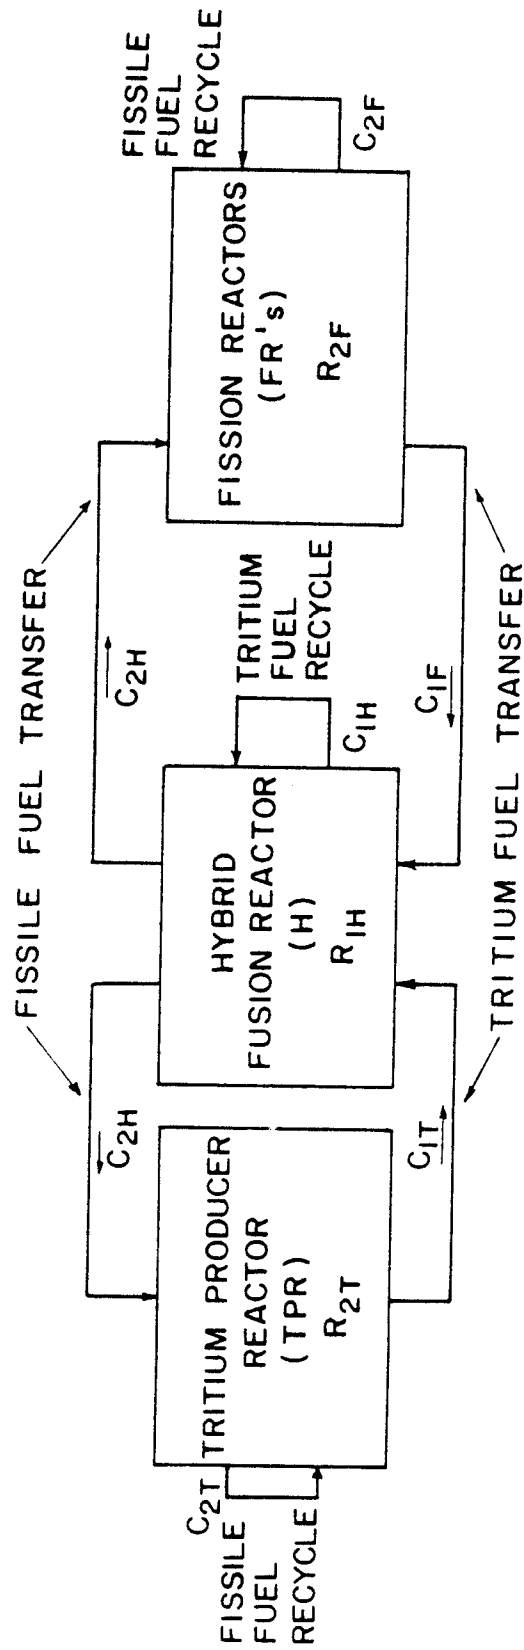 FISSILE FUEL TRANSFER
C2H
C2H
C2T
FISSILE
FUEL
RECYCLE
TRITIUM PRODUCER
REACTOR
(TPR)
R2T
HYBRID
FUSION REACTOR
(H)
R1H
TRITIUM
FUEL
RECYCLE
C1H
FISSION REACTORS
(FR's)
R2F
FISSILE
FUEL
RECYCLE
C2F
C1T
C1F
TRITIUM FUEL TRANSFER